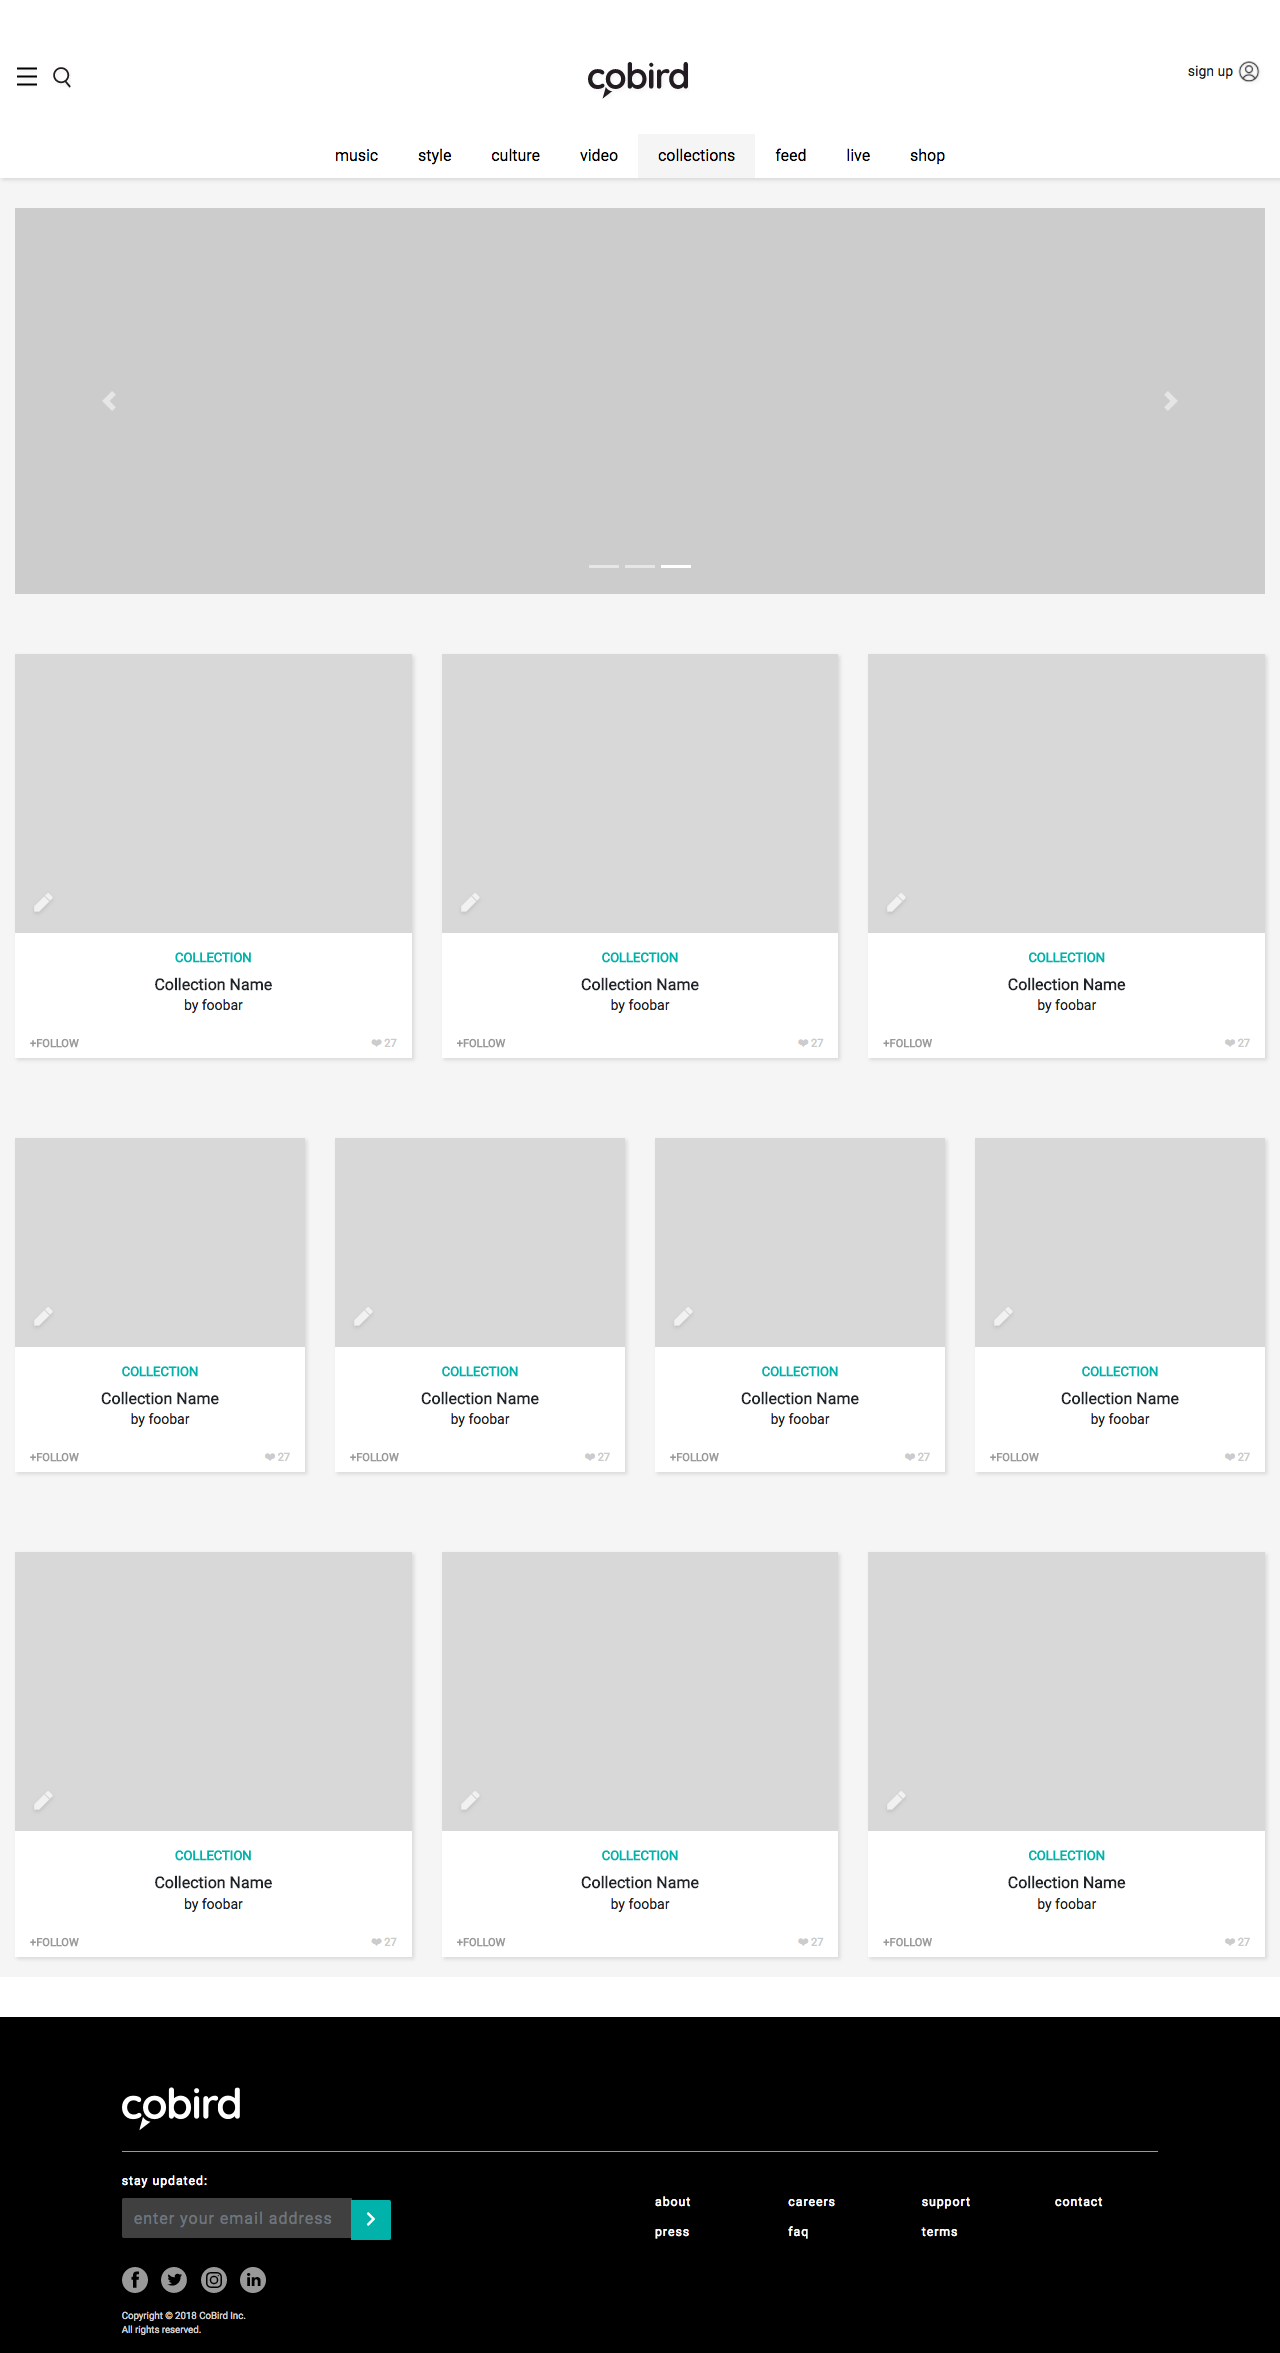 cobird
sign up
music style culture video collections feed live shop
COLLECTION COLLECTION COLLECTION
Collection Name Collection Name Collection Name
by foobar by foobar by foobar
+FOLLOW 27 +FOLLOW 27 +FOLLOW 27
COLLECTION COLLECTION COLLECTION COLLECTION
Collection Name Collection Name Collection Name Collection Name
by foobar by foobar by foobar by foobar
+FOLLOW 27 +FOLLOW 27 +FOLLOW 27 +FOLLOW 27
COLLECTION COLLECTION COLLECTION
Collection Name Collection Name Collection Name
by foobar by foobar by foobar
+FOLLOW 27 +FOLLOW 27 +FOLLOW 27
cobird
stay updated:
enter your email address
about careers support contact
press faq terms
Copyright © 2018 CoBird Inc.
All rights reserved.